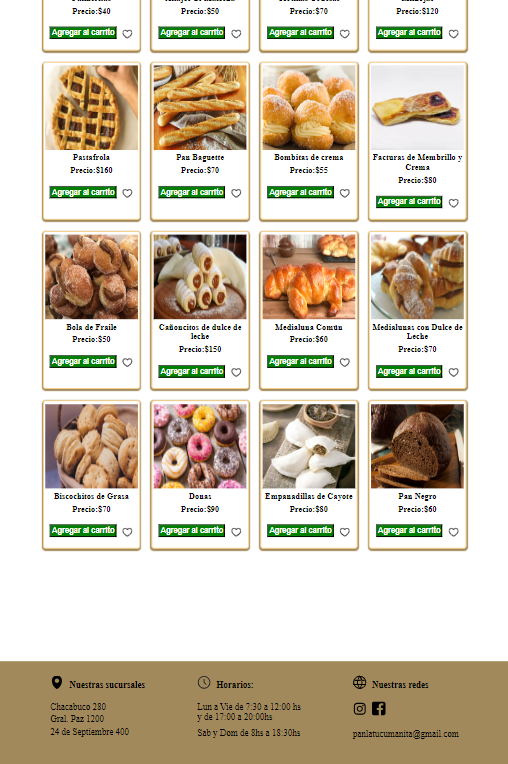 Precio:$40
Precio:$50
Precio:$70
Precio:$120
Agregar al carrito
Agregar al carrito
Agregar al carrito
Agregar al carrito
Pastafrola
Precio:$160
Agregar al carrito
Pan Baguette
Precio:$70
Agregar al carrito
Bombitas de crema
Precio:$55
Agregar al carrito
Facturas de Membrillo y
Crema
Precio:$80
Agregar al carrito
Bola de Fraile
Precio:$50
Agregar al carrito
Cañoncitos de dulce de
leche
Precio:$150
Agregar al carrito
Medialuna Común
Precio:$60
Agregar al carrito
Medialunas con Dulce de
Leche
Precio:$70
Agregar al carrito
Biscochitos de Grasa
Precio:$70
Agregar al carrito
Donas
Precio:$90
Agregar al carrito
Empanadillas de Cayote
Precio:$80
Agregar al carrito
Pan Negro
Precio:$60
Agregar al carrito
Nuestras sucursales
Chacabuco 280
Gral. Paz 1200
24 de Septiembre 400
Horarios:
Lun a Vie de 7:30 a 12:00 hs
y de 17:00 a 20:00hs
Sab y Dom de 8hs a 18:30hs
Nuestras redes
panlatucumanita@gmail.com